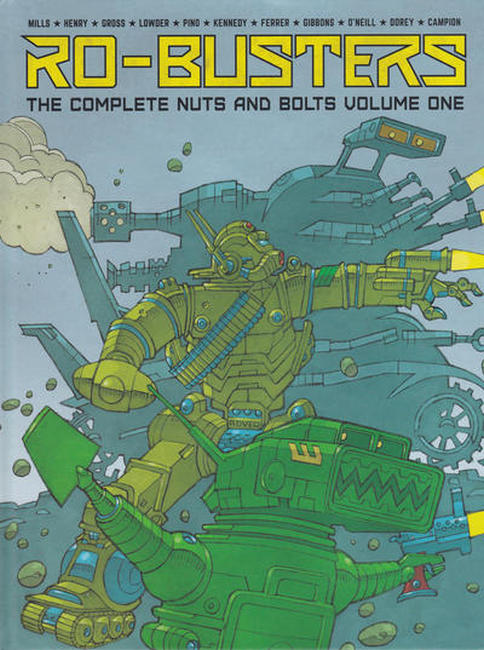 MILLS ★ HENRY ★ GROSS ★ LOWDER ★ PINO ★ KENNEDY ★ FERRER ★ GIBBONS ★ O'NEILL ★ DOREY ★ CAMPION
RO-BUSTERS
THE COMPLETE NUTS AND BOLTS VOLUME ONE